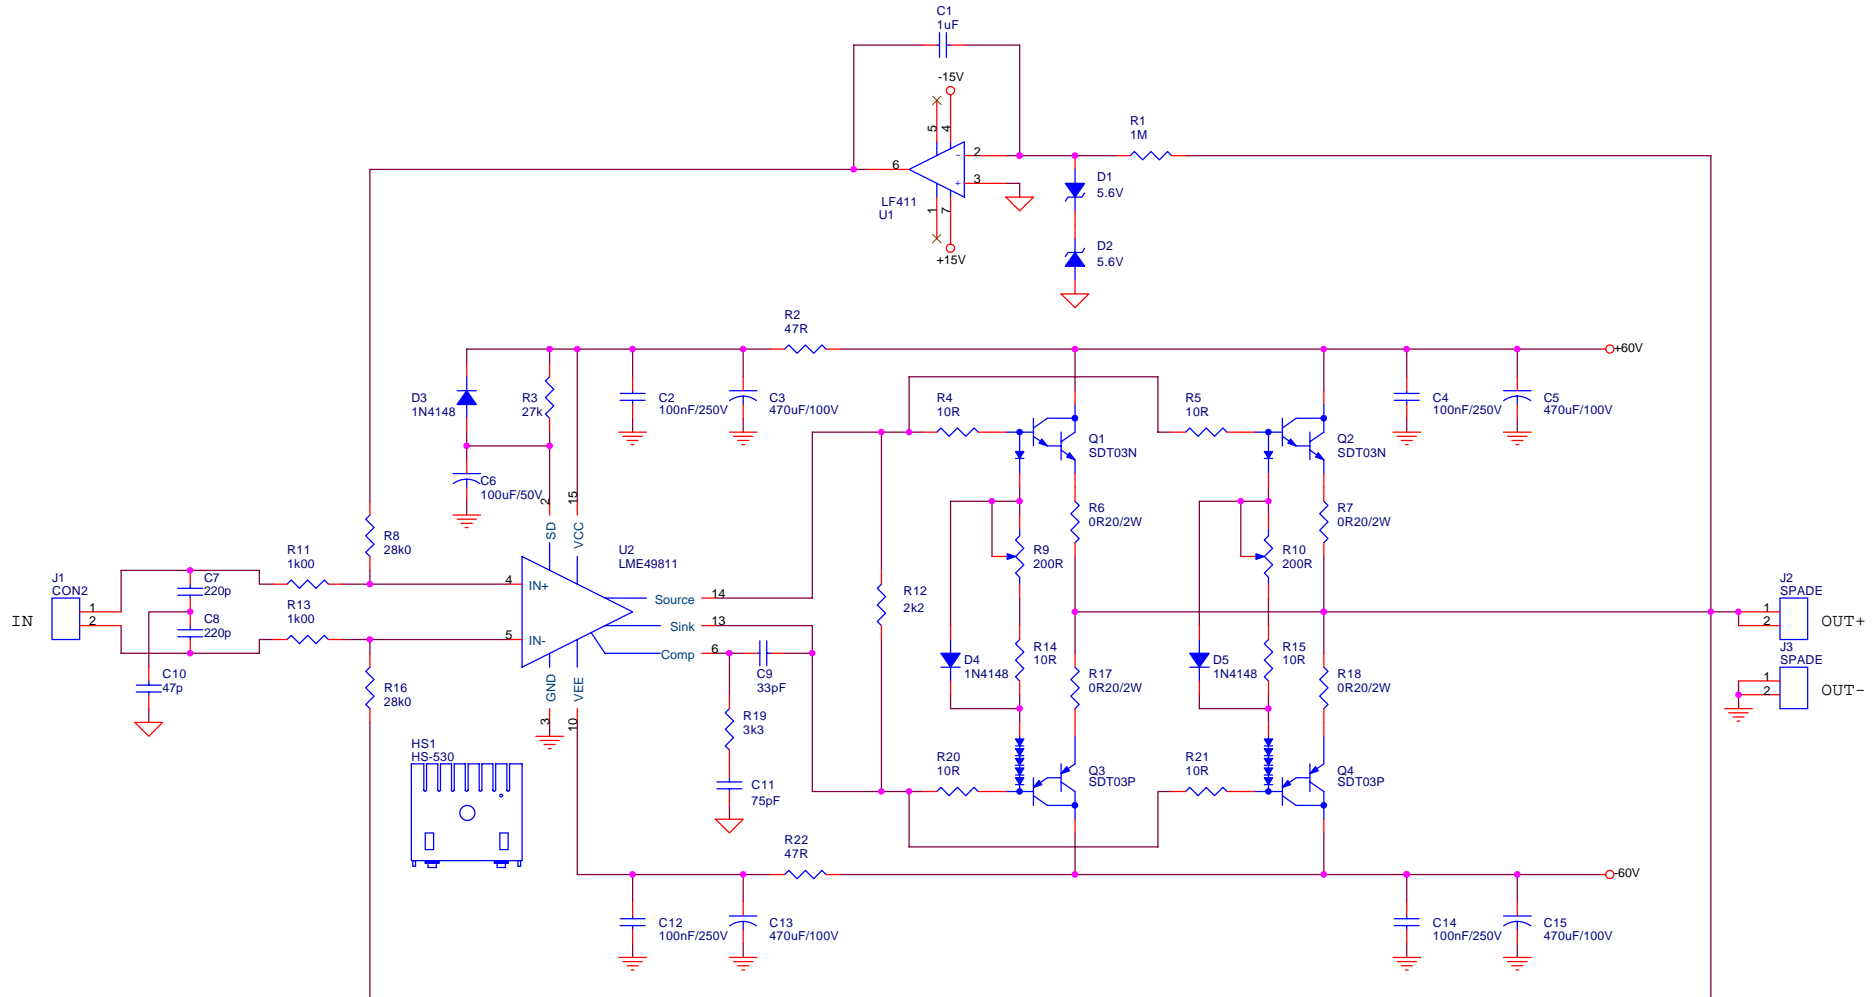 C1
1uF
-15V
5
4
R1
1M
6
2
3
LF411
U1
1
7
+15V
D1
5.6V
D2
5.6V
R2
47R
+60V
D3
1N4148
R3
27k
C2
100nF/250V
C3
470uF/100V
R4
10R
R5
10R
C4
100nF/250V
C5
470uF/100V
Q1
SDT03N
Q2
SDT03N
C6
100uF/50V
2
15
SD
VCC
R6
0R20/2W
R7
0R20/2W
R8
28k0
U2
LME49811
R9
200R
R10
200R
R11
1k00
J1
CON2
1
2
IN
C7
220p
C8
220p
R13
1k00
4
IN+
5
IN-
Source
14
Sink
13
Comp
6
R12
2k2
C9
33pF
J2
SPADE
1
2
OUT+
J3
SPADE
1
2
OUT-
C10
47p
R16
28k0
GND
VEE
3
10
D4
1N4148
R14
10R
R17
0R20/2W
D5
1N4148
R15
10R
R18
0R20/2W
R19
3k3
HS1
HS-530
C11
75pF
R20
10R
Q3
SDT03P
R21
10R
Q4
SDT03P
R22
47R
-60V
C12
100nF/250V
C13
470uF/100V
C14
100nF/250V
C15
470uF/100V